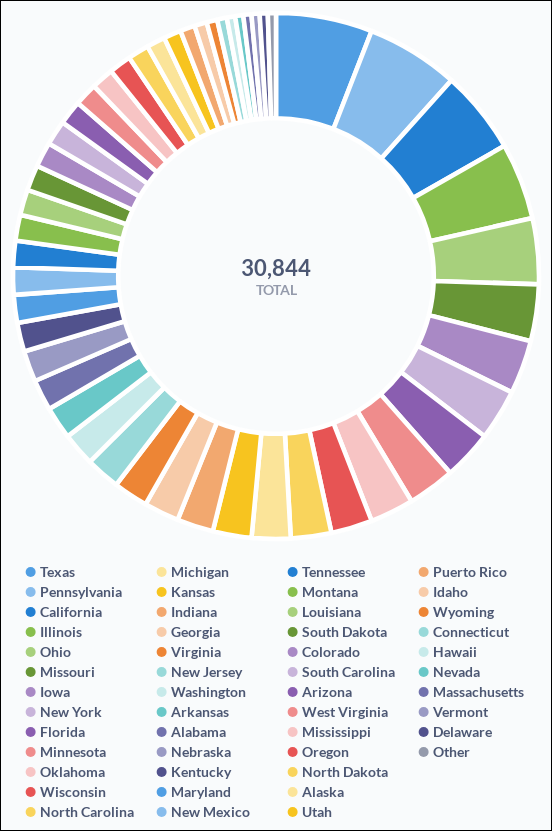 30,844
TOTAL
Texas
Pennsylvania
California
Illinois
Ohio
Missouri
Iowa
New York
Florida
Minnesota
Oklahoma
Wisconsin
North Carolina
Michigan
Kansas
Indiana
Georgia
Virginia
New Jersey
Washington
Arkansas
Alabama
Nebraska
Kentucky
Maryland
New Mexico
Tennessee
Montana
Louisiana
South Dakota
Colorado
South Carolina
Arizona
West Virginia
Mississippi
Oregon
North Dakota
Alaska
Utah
Puerto Rico
Idaho
Wyoming
Connecticut
Hawaii
Nevada
Massachusetts
Vermont
Delaware
Other